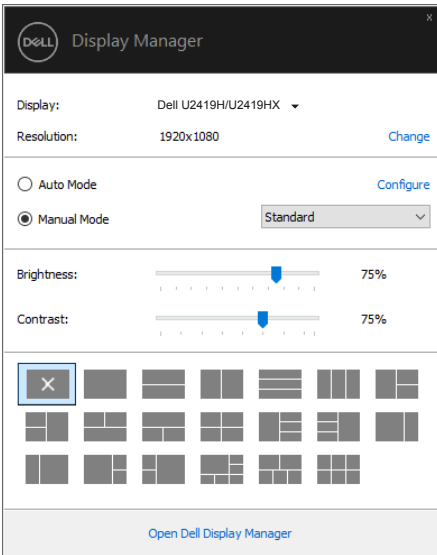 x
DELL Display Manager
Display: Dell U2419H/U2419HX
Resolution: 1920x1080 Change
Auto Mode Configure
Manual Mode Standard
Brightness: 75%
Contrast: 75%
Open Dell Display Manager